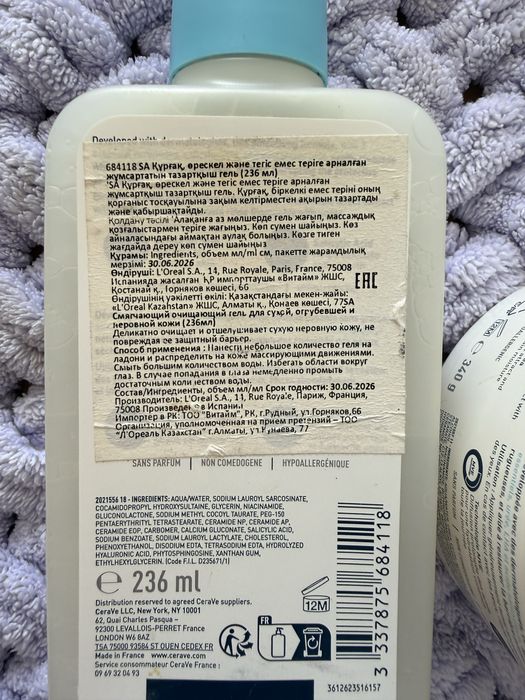 Developed with
684118 SA Құрғақ, өрескел және тегіс емес теріге арналған
жұмсартатын тазартқыш гель (236 мл)
'SA Құрғақ, өрескел және тегіс емес теріге арналған
жұмсартқыш тазартқыш гель. Құрғақ, біркелкі емес теріні оның
қорғаныс тосқауылына зақым келтірместен ақырын тазартады
және қабыршақтайды.
Қолдану тәсілі 'Алақанға аз мөлшерде гель жағып, массаждық
қозғалыстармен теріге жағыңыз. Көп сумен шайыңыз. Көз
айналасындағы аймақтан аулақ болыңыз. Көзге тиген
жағдайда дереу көп сумен шайыңыз
Құрамы: Ingredients, объем мл/ml см, пакетте жарамдылық
мерзімі: 30.06.2026
Өндіруші: L'Oreal S.A., 14, Rue Royale, Paris, France, 75008
Испанияда жасалған ҚР импорттаушы «Витайм» ЖШС,
Қостанай қ., Горняков көшесі, 66
EAC
Өндірушінің уәкілетті өкілі: Қазақстандағы мекен-жайы:
«L'Oreal Kazahstan» ЖШС, Алматы қ., Қонаев көшесі, 77SA
Смягчающий очищающий гель для сухой, огрубевшей и
неровной кожи (236мл)
Деликатно очищает и отшелушивает сухую неровную кожу, не
повреждая ее защитный барьер.
Способ применения : Нанести небольшое количество геля на
ладони и распределить на коже массирующими движениями.
Смыть большим количеством воды. Избегать области вокруг
глаз. В случае попадания в глаза немедленно промыть
достаточным количеством воды.
Состав/Ingredients, объем мл/ml Срок годности: 30.06.2026
Производитель: L'Oreal S.A., 14, Rue Royale, Париж, Франция,
75008 Произведено в Испании
Импортер в РК: ТОО "Витайм", РК, г.Рудный, ул Горняков,66
Организация, уполномоченная на прием претензий – ТОО
"Л'Ореаль Казахстан" г.Алматы, ул.Кунаева, 77
SANS PARFUM | NON COMEDOGENE | HYPOALLERGÉNIQUE
2021556 18 - INGREDIENTS: AQUA/WATER, SODIUM LAUROYL SARCOSINATE,
COCAMIDOPROPYL HYDROXYSULTAINE, GLYCERIN, NIACINAMIDE,
GLUCONOLACTONE, SODIUM METHYL COCOYL TAURATE, PEG-150
PENTAERYTHRITYL TETRASTEARATE, CERAMIDE NP, CERAMIDE AP,
CERAMIDE EOP, CARBOMER, CALCIUM GLUCONATE, SALICYLIC ACID,
SODIUM BENZOATE, SODIUM LAUROYL LACTYLATE, CHOLESTEROL,
PHENOXYETHANOL, DISODIUM EDTA, TETRASODIUM EDTA, HYDROLYZED
HYALURONIC ACID, PHYTOSPHINGOSINE, XANTHAN GUM,
ETHYLHEXYLGLYCERIN. (Code F.I.L. D235671/1)
℮ 236 ml
12M
Distribution reserved to agreed CeraVe suppliers.
CeraVe LLC, New York, NY 10001
62, Quai Charles Pasqua –
92300 LEVALLOIS-PERRET France
LONDON W6 8AZ
TSA 75000 93584 ST OUEN CEDEX FR
Made in France www.cerave.com
Service consommateur CeraVe France :
09 69 32 04 93
FR
3 337875 684118
3612623516157
340 g